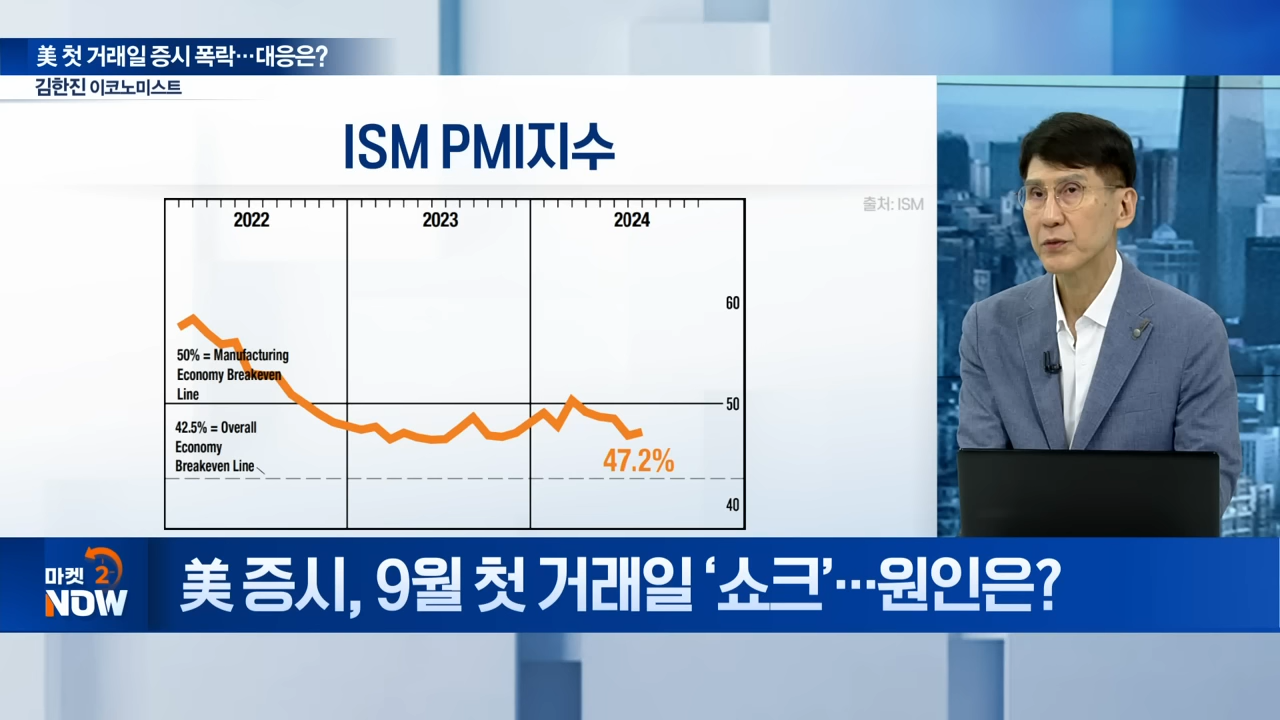 美 첫 거래일 증시 폭락…대응은?
김한진 이코노미스트
ISM PMI지수
출처: ISM
2022
2023
2024
60
50% = Manufacturing
Economy Breakeven
Line
50
42.5% = Overall
Economy
Breakeven Line
47.2%
40
마켓 2
NOW
美 증시, 9월 첫 거래일 ‘쇼크’…원인은?